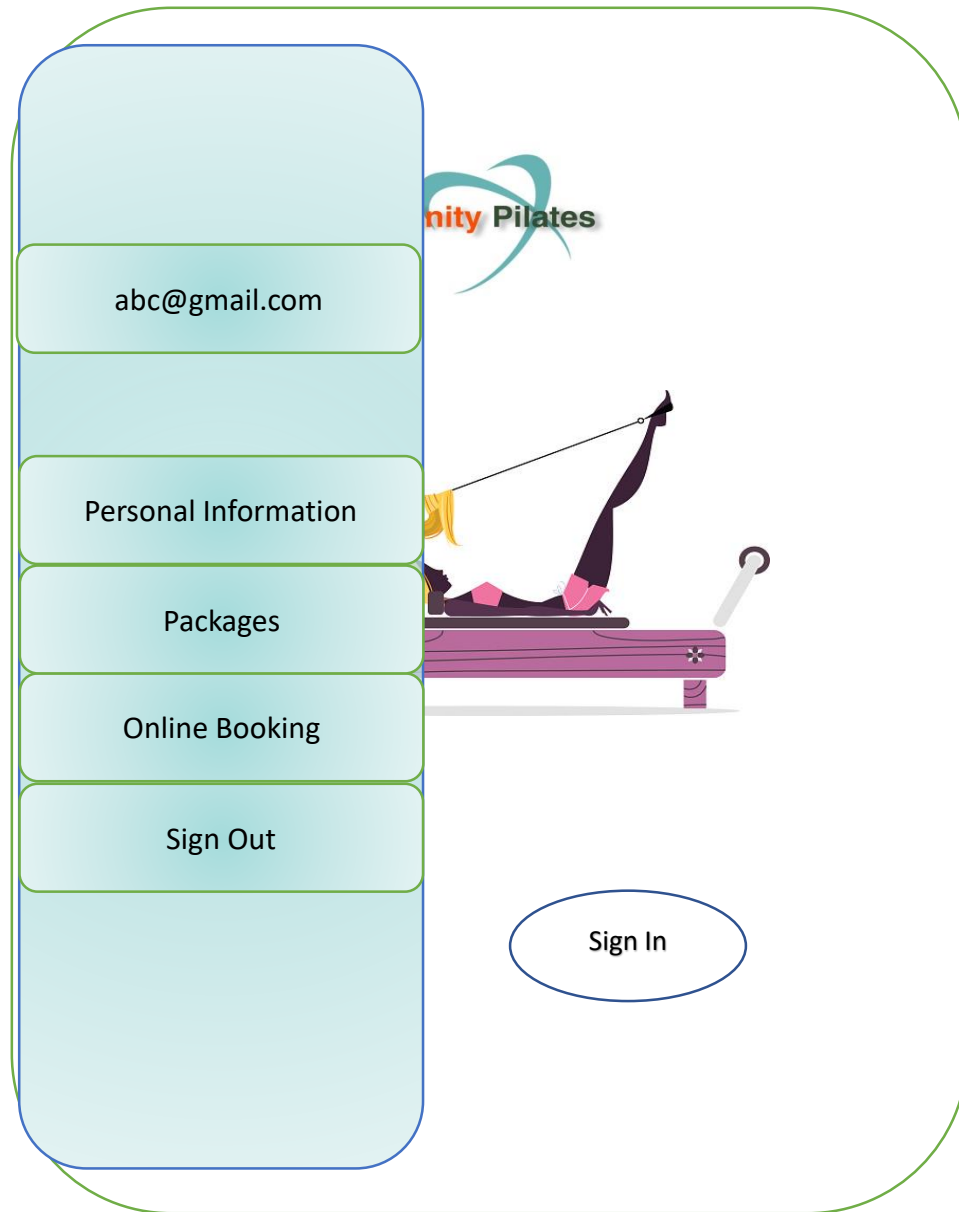 nity Pilates
abc@gmail.com
Personal Information
Packages
Online Booking
Sign Out
Sign In